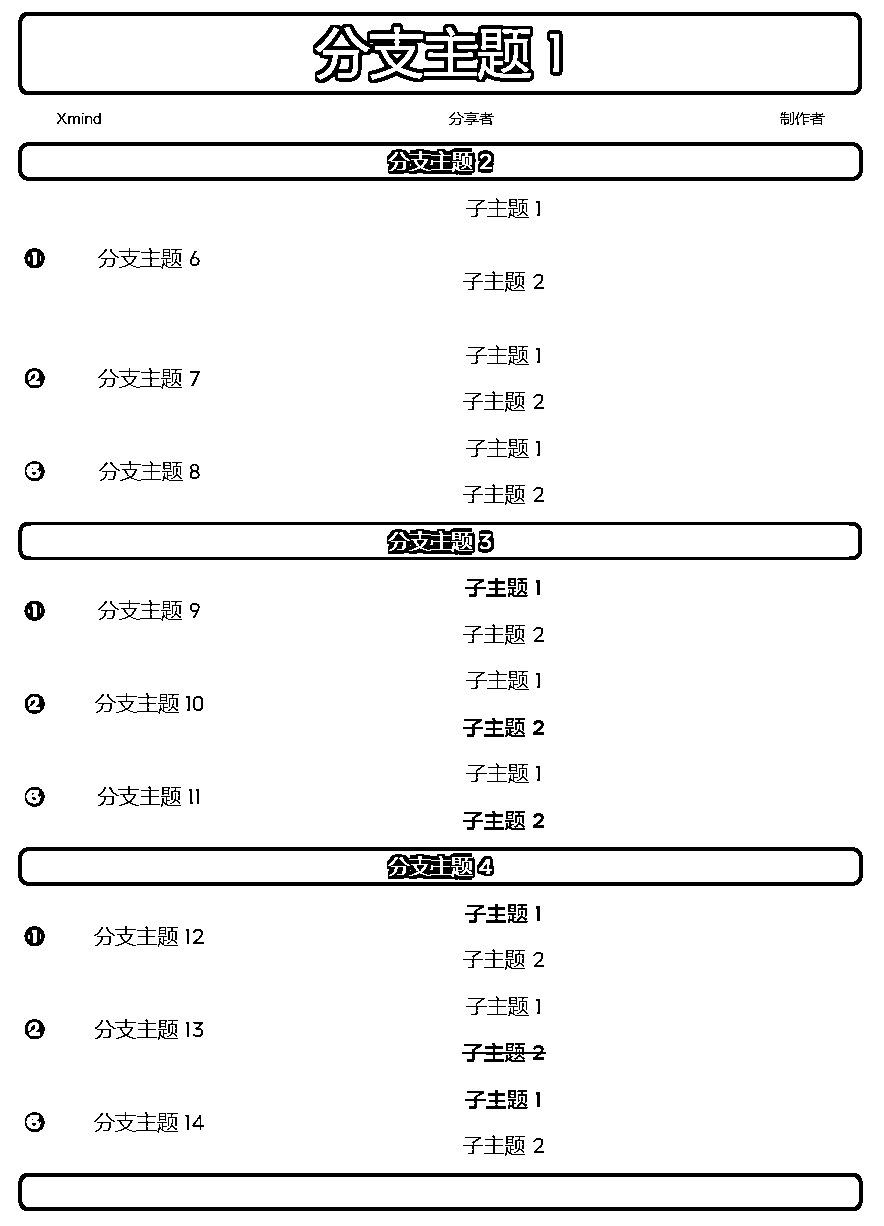 分支主题 1
Xmind 分享者 制作者
分支主题 2
子主题 1
1 分支主题 6
子主题 2
子主题 1
2 分支主题 7
子主题 2
子主题 1
3 分支主题 8
子主题 2
分支主题 3
子主题 1
1 分支主题 9
子主题 2
子主题 1
2 分支主题 10
子主题 2
子主题 1
3 分支主题 11
子主题 2
分支主题 4
子主题 1
1 分支主题 12
子主题 2
子主题 1
2 分支主题 13
子主题 2
子主题 1
3 分支主题 14
子主题 2